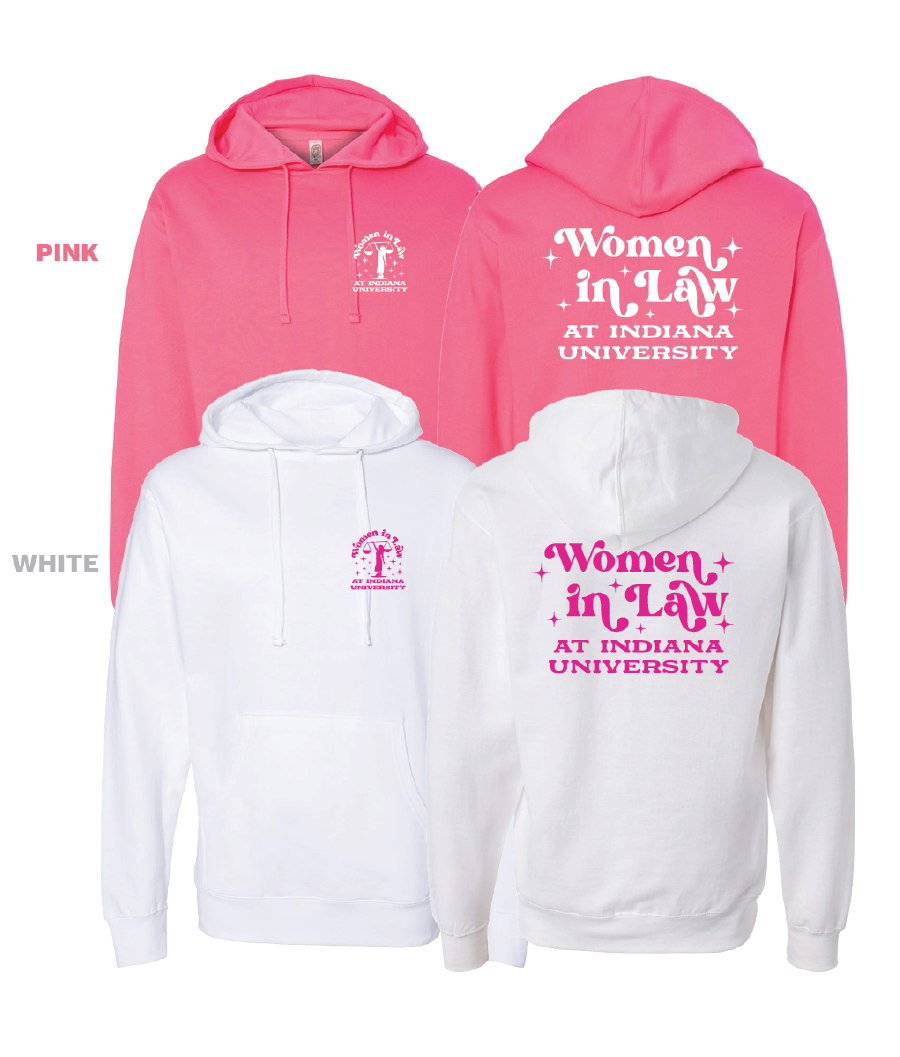 PINK
Women in Law
AT INDIANA
UNIVERSITY
Women
in Law
AT INDIANA
UNIVERSITY
WHITE
Women in Law
AT INDIANA
UNIVERSITY
Women
in Law
AT INDIANA
UNIVERSITY